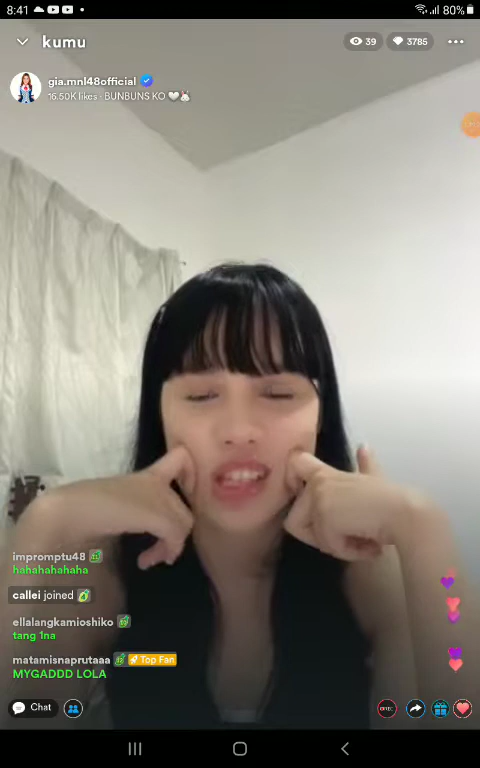 8:41
80%
kumu
39
3785
gia.mnl48official
16.50K likes · BUNBUNS KO 🤍🐰
impromptu48
hahahahahaha
callei joined
ellalangkamioshiko
tang 1na
matamisnaprutaaa Top Fan
MYGADDD LOLA
Chat